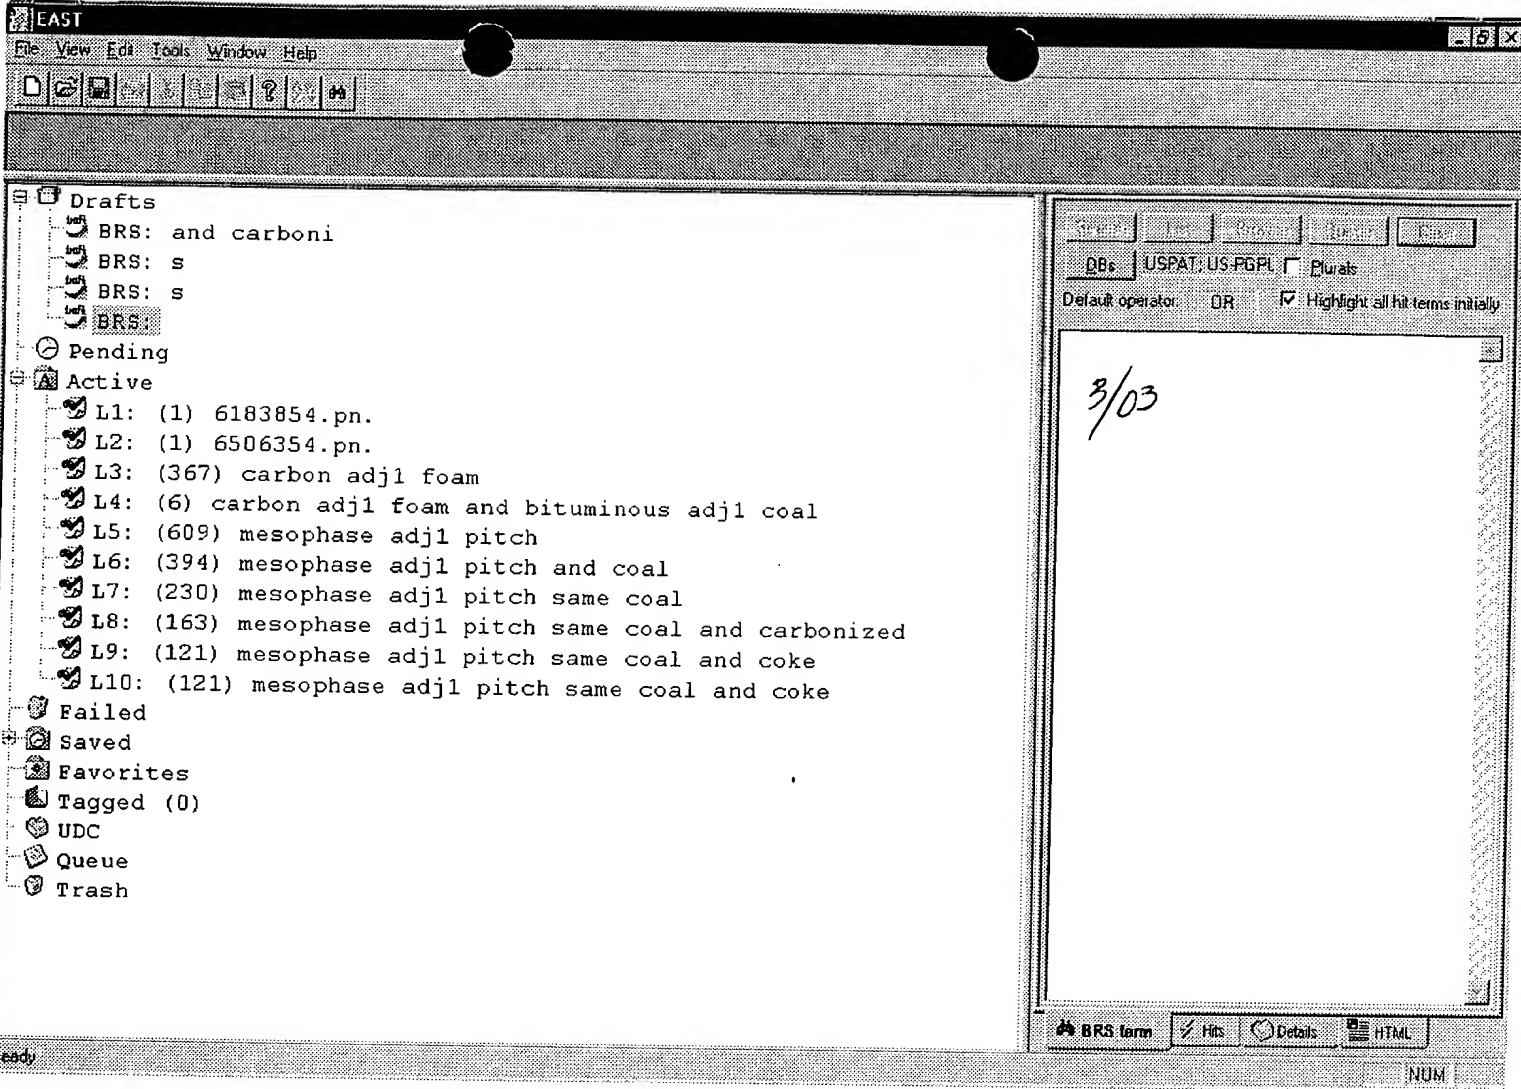 EAST
File View Edit Tools Window Help
Drafts
BRS: and carboni
BRS: s
BRS: s
BRS:
Pending
Active
L1: (1) 6183854.pn.
L2: (1) 6506354.pn.
L3: (367) carbon adj1 foam
L4: (6) carbon adj1 foam and bituminous adj1 coal
L5: (609) mesophase adj1 pitch
L6: (394) mesophase adj1 pitch and coal
L7: (230) mesophase adj1 pitch same coal
L8: (163) mesophase adj1 pitch same coal and carbonized
L9: (121) mesophase adj1 pitch same coal and coke
L10: (121) mesophase adj1 pitch same coal and coke
Failed
Saved
Favorites
Tagged (0)
UDC
Queue
Trash
DBs USPAT; US-PGPU Plurals
Default operator: OR Highlight all hit terms initially
3/03
BRS form Hits Details HTML
eady
NUM